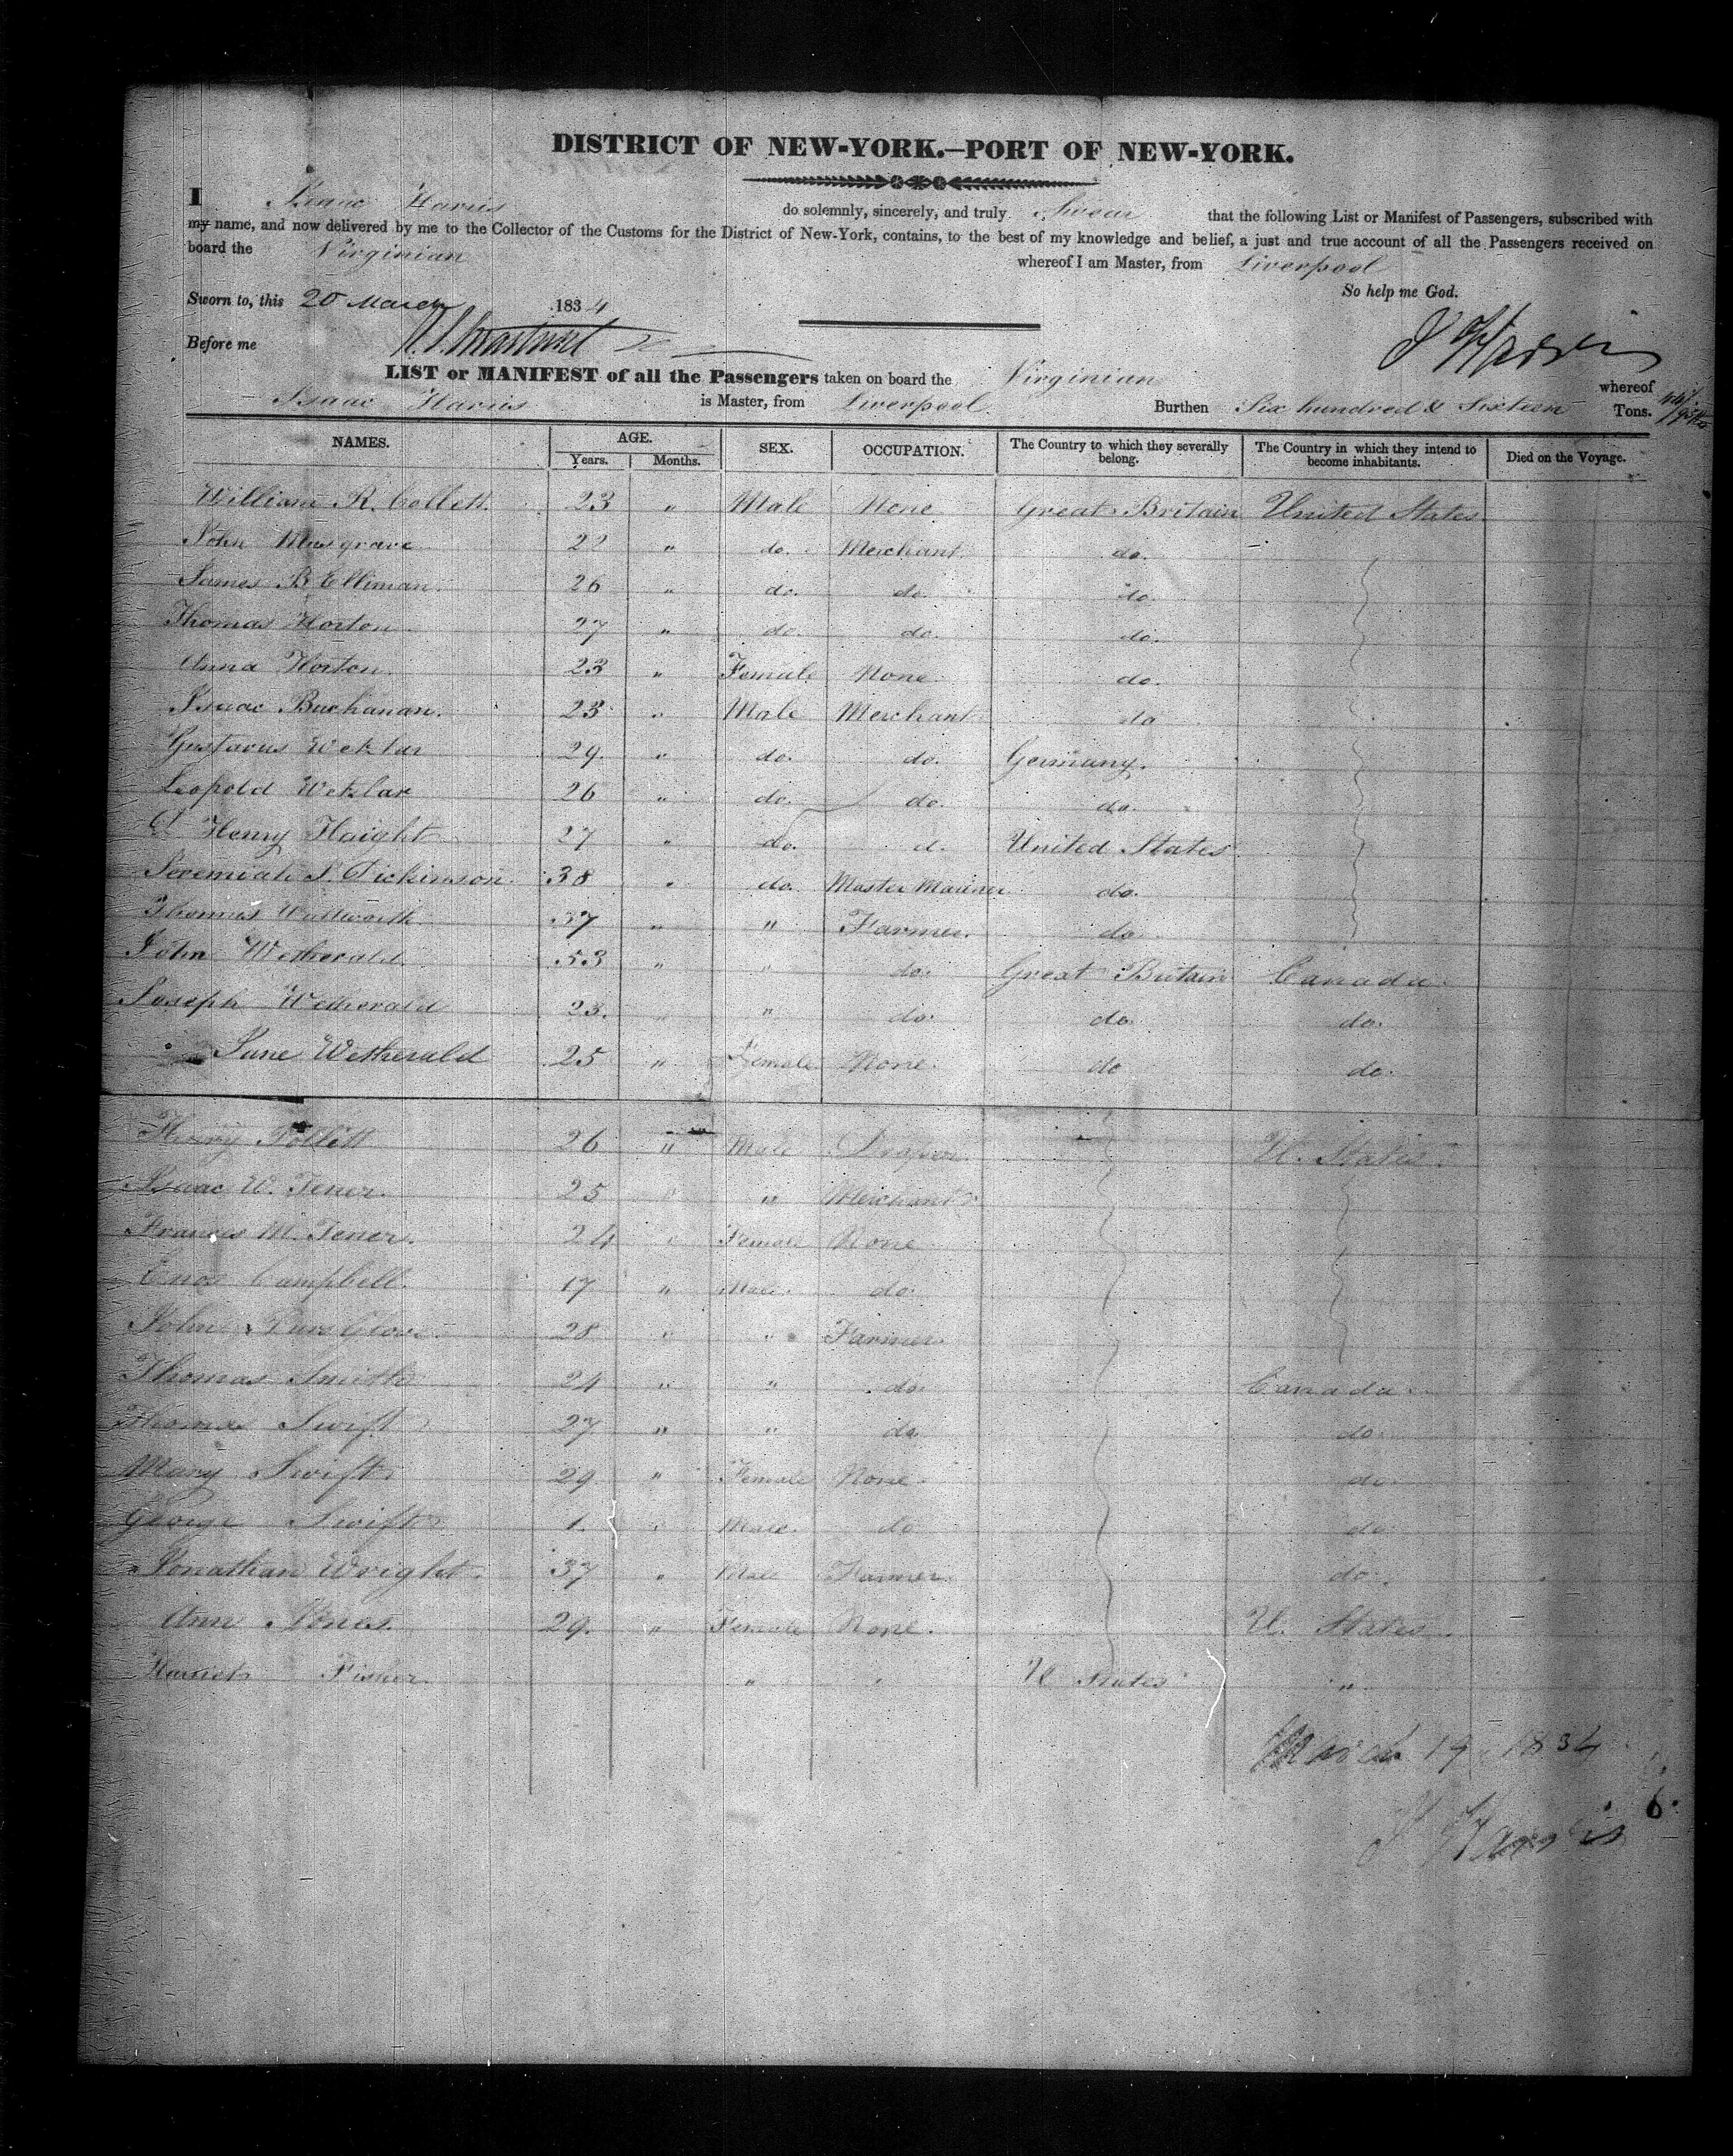 DISTRICT OF NEW-YORK.—PORT OF NEW-YORK.
I Isaac Harris do solemnly, sincerely, and truly Swear that the following List or Manifest of Passengers, subscribed with
my name, and now delivered by me to the Collector of the Customs for the District of New-York, contains, to the best of my knowledge and belief, a just and true account of all the Passengers received on
board the Virginian whereof I am Master, from Liverpool
So help me God.
Sworn to, this 20 March 1834
I Harris
Before me
LIST or MANIFEST of all the Passengers taken on board the Virginian whereof
Isaac Harris is Master, from Liverpool Burthen Six hundred & Sixteen Tons.
NAMES. AGE. SEX. OCCUPATION. The Country to which they severally belong. The Country in which they intend to become inhabitants. Died on the Voyage.
Years. Months.
William R. Collett. 23 " Male None Great Britain United States
John Musgrave 22 " do. Merchant. do.
James B Elliman. 26 " do. do. do.
Thomas Horton 27 " do. do. do.
Anna Horton. 23 " Female None do.
Isaac Buchanan. 23 " Male Merchant do
Gustavus Wetzlar 29. " do. do. Germany.
Leopold Wetzlar 26 " do. do. do.
Henry Haight 27 " do. d. United States
Jeremiah S. Dickinson. 38 " do. Master Mariner do.
Thomas 37 " " Farmer. do
John Wetherald. 53 " " do. Great Britain Canada.
Joseph Wetherald 23. " " do. do do.
Jane Wetherald 25 " Female None. do do.
Henry 26 " Male Draper U. States.
Isaac W. Tener. 25 " " Merchant
Frances M. Tener. 24 " Female None
Campbell. 17 " Male. do.
John 28 " " Farmer.
Thomas Smith 24 " " do. Canada.
Thomas Swift 27 " " do. do.
Mary Swift 29 " Female None. do.
George Swift 1. " Male. do do.
Jonathan Wright. 37 " Male Farmer. do.
Ann Jones. 29. " Female None. U. States.
Harriet Fisher. " " U States "
March 19 1834
I Harris
6.